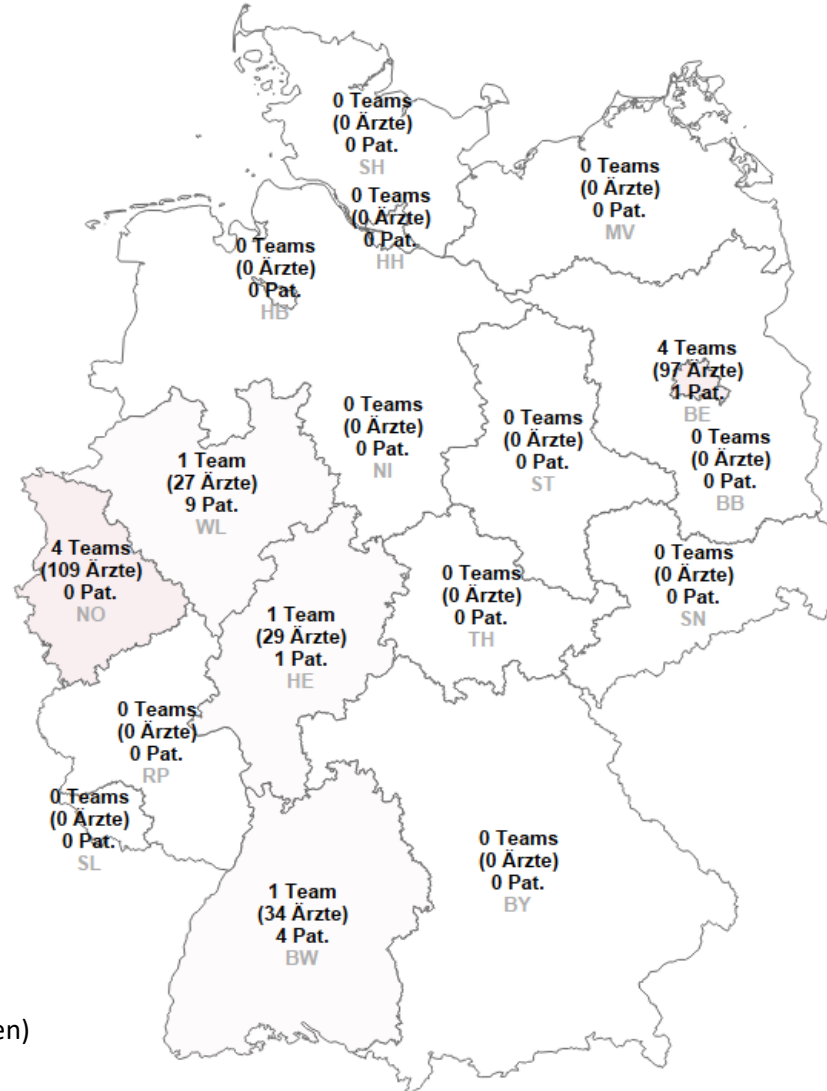 0 Teams
(0 Ärzte)
0 Pat.
SH
0 Teams
(0 Ärzte)
0 Pat.
MV
0 Teams
(0 Ärzte)
0 Pat.
HH
0 Teams
(0 Ärzte)
0 Pat.
HB
4 Teams
(97 Ärzte)
1 Pat.
BE
0 Teams
(0 Ärzte)
0 Pat.
NI
0 Teams
(0 Ärzte)
0 Pat.
ST
0 Teams
(0 Ärzte)
0 Pat.
BB
1 Team
(27 Ärzte)
9 Pat.
WL
4 Teams
(109 Ärzte)
0 Pat.
NO
1 Team
(29 Ärzte)
1 Pat.
HE
0 Teams
(0 Ärzte)
0 Pat.
TH
0 Teams
(0 Ärzte)
0 Pat.
SN
0 Teams
(0 Ärzte)
0 Pat.
RP
0 Teams
(0 Ärzte)
0 Pat.
SL
1 Team
(34 Ärzte)
4 Pat.
BW
0 Teams
(0 Ärzte)
0 Pat.
BY
en)